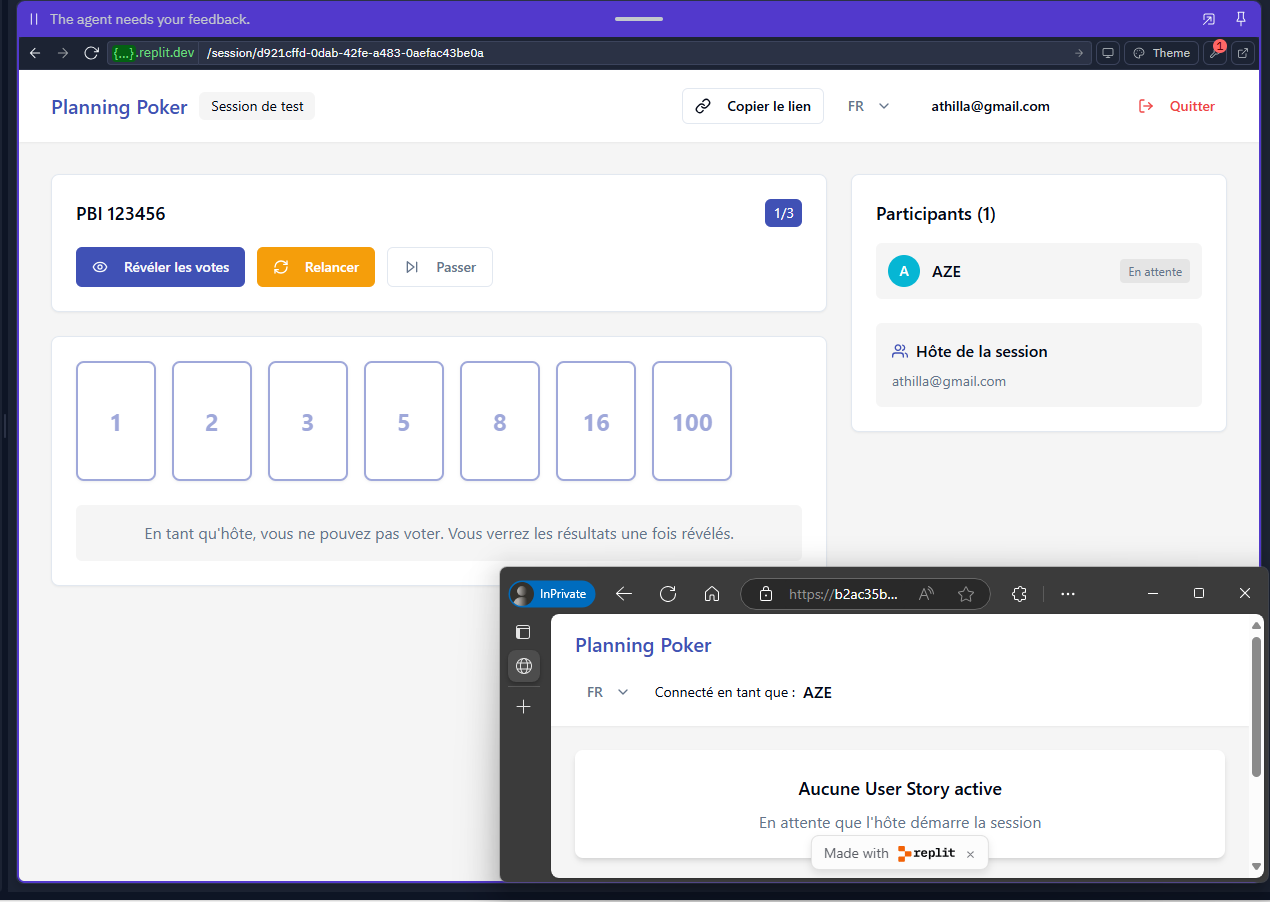 The agent needs your feedback.
{...}.replit.dev /session/d921cffd-0dab-42fe-a483-0aefac43be0a
Theme
1
Planning Poker
Session de test
Copier le lien
FR
athilla@gmail.com
Quitter
PBI 123456
1/3
Révéler les votes
Relancer
Passer
1
2
3
5
8
16
100
En tant qu'hôte, vous ne pouvez pas voter. Vous verrez les résultats une fois révélés.
Participants (1)
A
AZE
En attente
Hôte de la session
athilla@gmail.com
InPrivate
https://b2ac35b...
Planning Poker
FR
Connecté en tant que : AZE
Aucune User Story active
En attente que l'hôte démarre la session
Made with replit